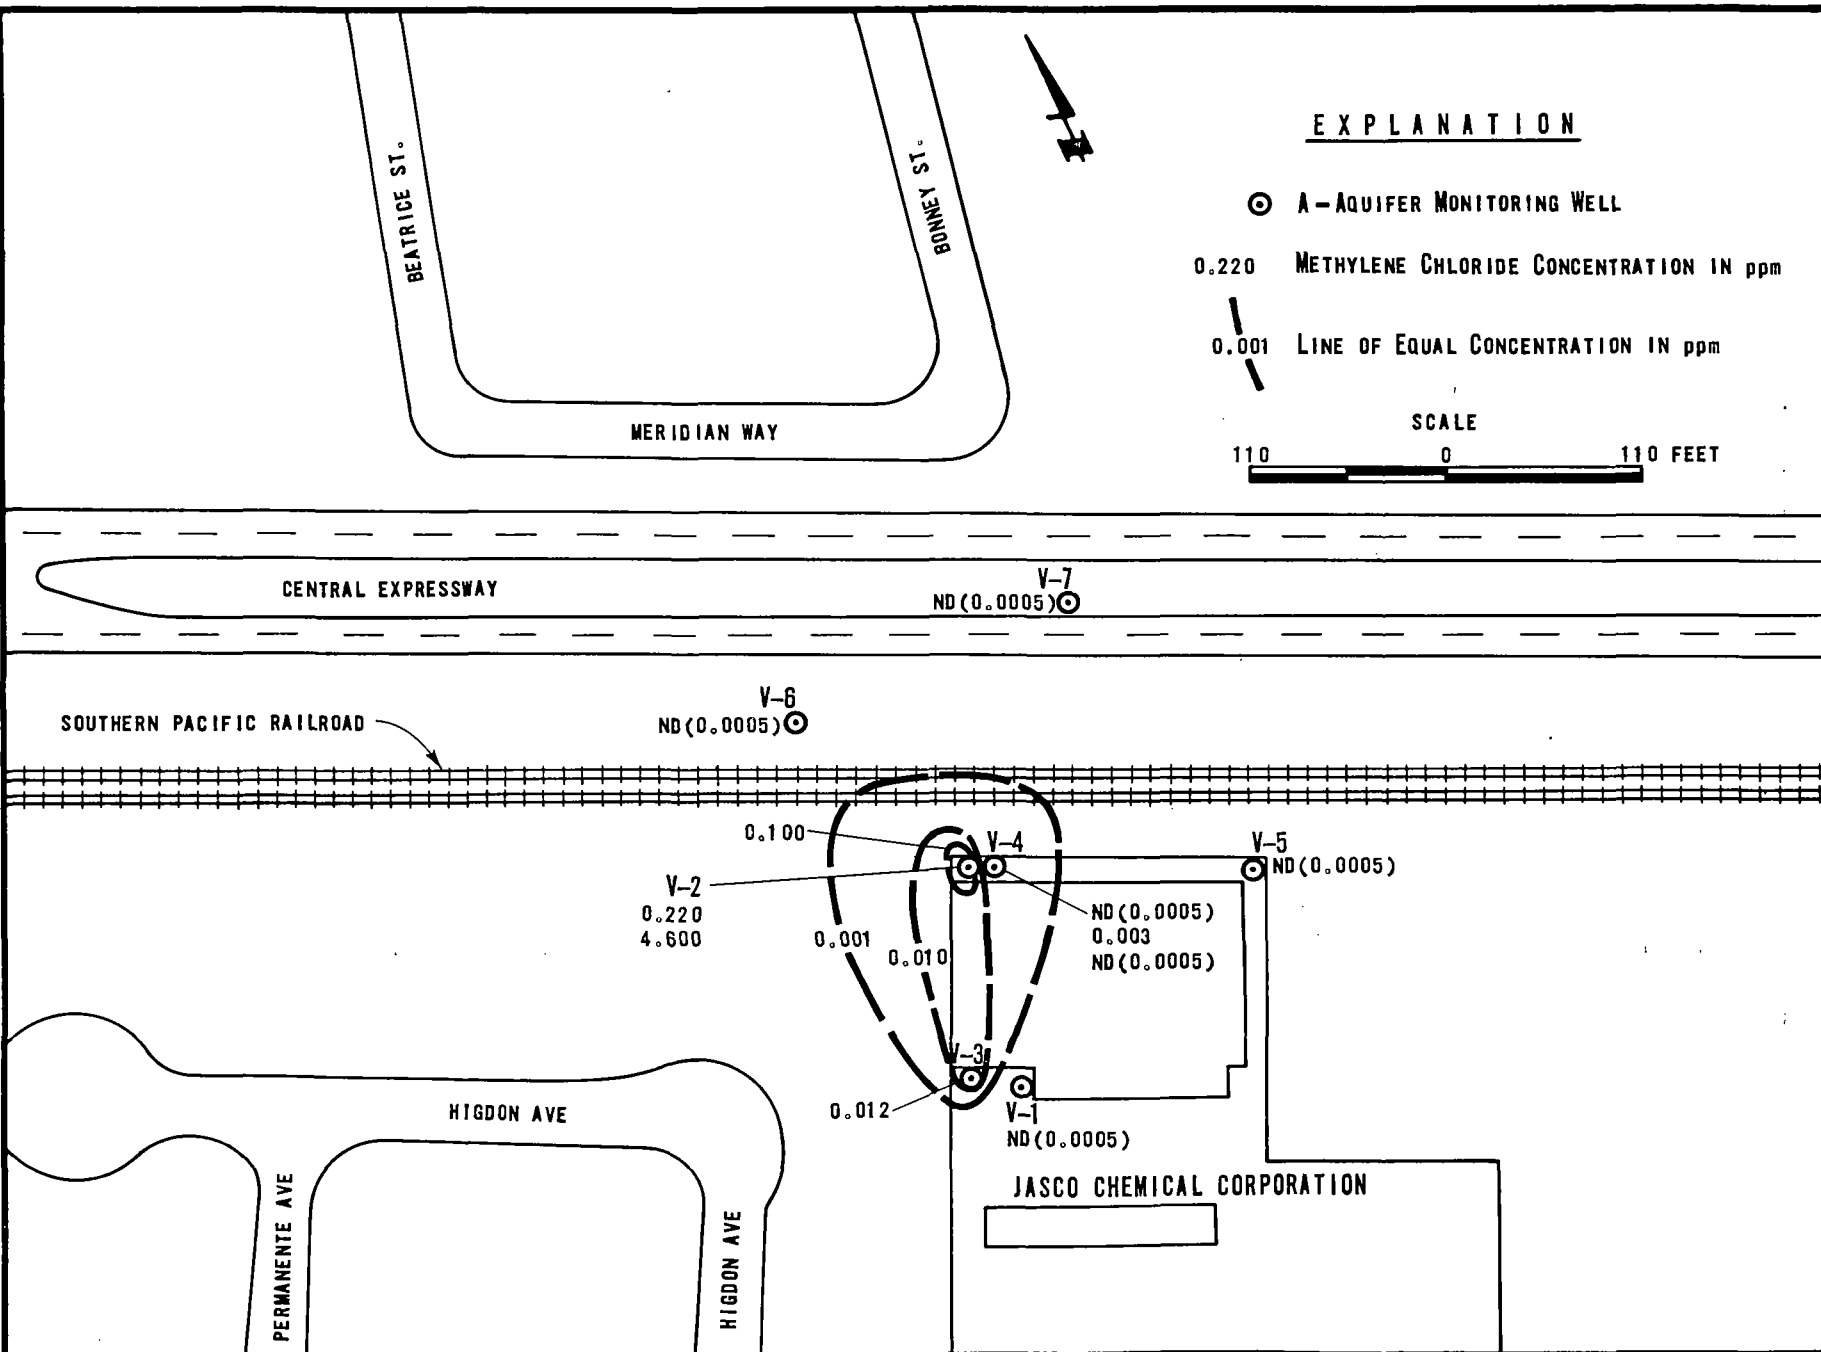 EXPLANATION
A-AQUIFER MONITORING WELL
0.220 METHYLENE CHLORIDE CONCENTRATION IN ppm
0.001 LINE OF EQUAL CONCENTRATION IN ppm
SCALE
110 0 110 FEET
BEATRICE ST.
BONNEY ST.
MERIDIAN WAY
CENTRAL EXPRESSWAY
V-7
ND(0.0005)
V-6
ND(0.0005)
SOUTHERN PACIFIC RAILROAD
0.100
V-4
V-5
ND(0.0005)
V-2
0.220
4.600
ND(0.0005)
0.003
ND(0.0005)
0.001
0.010
V-3
0.012
V-1
ND(0.0005)
HIGDON AVE
JASCO CHEMICAL CORPORATION
PERMANENTE AVE
HIGDON AVE